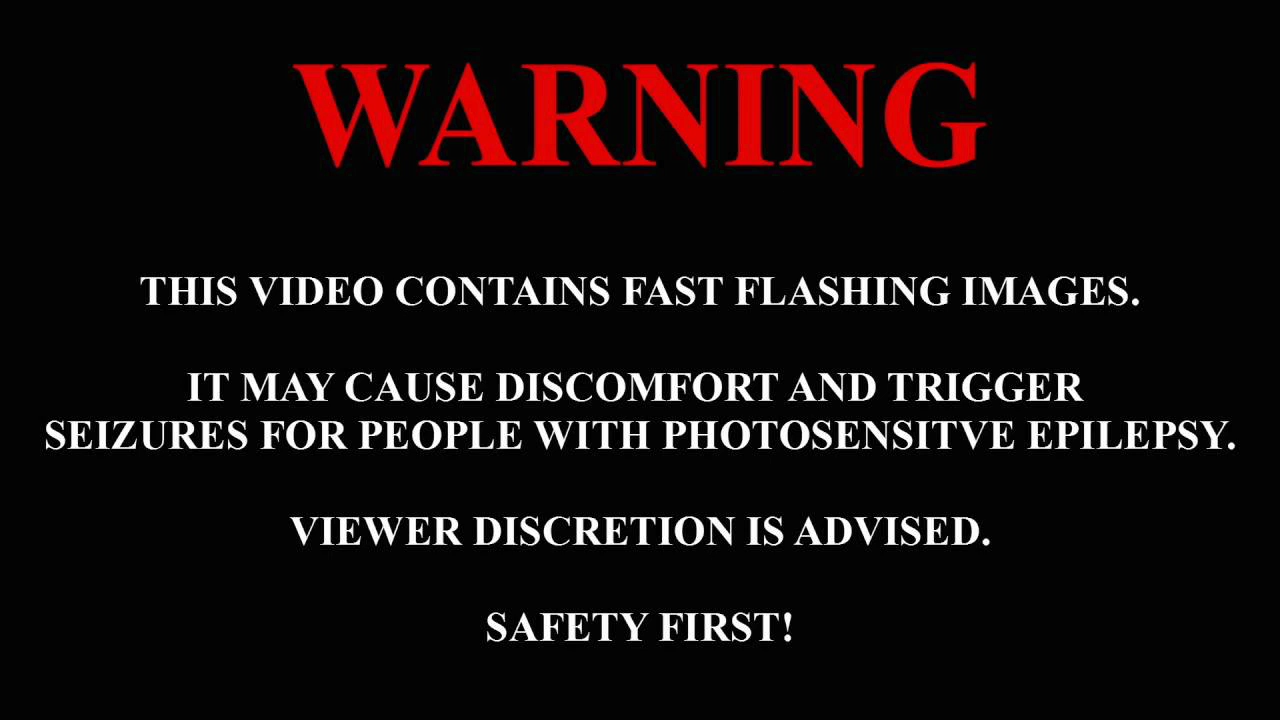 WARNING
THIS VIDEO CONTAINS FAST FLASHING IMAGES.
IT MAY CAUSE DISCOMFORT AND TRIGGER
SEIZURES FOR PEOPLE WITH PHOTOSENSITVE EPILEPSY.
VIEWER DISCRETION IS ADVISED.
SAFETY FIRST!